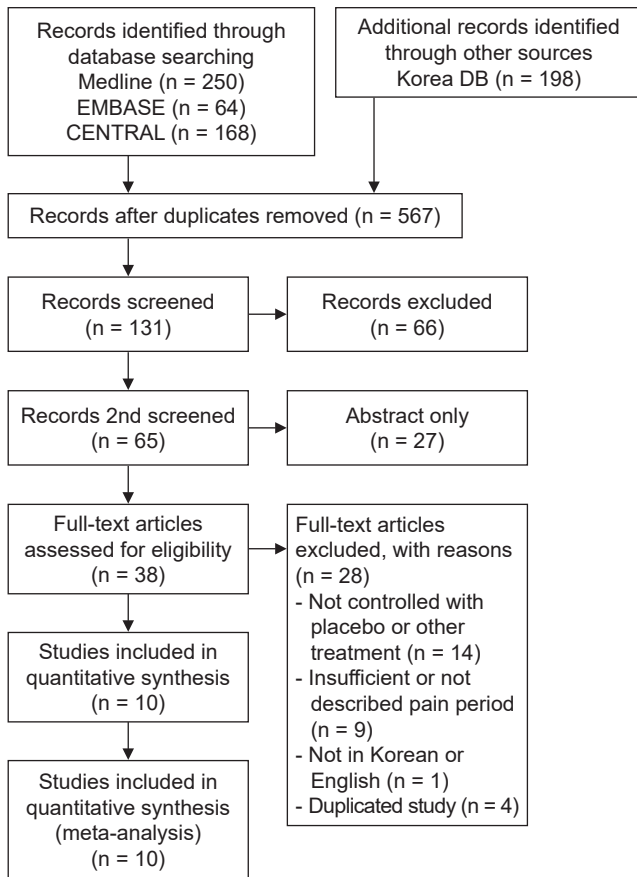 Records identified through
database searching
Medline (n = 250)
EMBASE (n = 64)
CENTRAL (n = 168)
Additional records identified
through other sources
Korea DB (n = 198)
Records after duplicates removed (n = 567)
Records screened
(n = 131)
Records excluded
(n = 66)
Records 2nd screened
(n = 65)
Abstract only
(n = 27)
Full-text articles
assessed for eligibility
(n = 38)
Full-text articles
excluded, with reasons
(n = 28)
- Not controlled with
placebo or other
treatment (n = 14)
- Insufficient or not
described pain period
(n = 9)
- Not in Korean or
English (n = 1)
- Duplicated study (n = 4)
Studies included in
quantitative synthesis
(n = 10)
Studies included in
quantitative synthesis
(meta-analysis)
(n = 10)